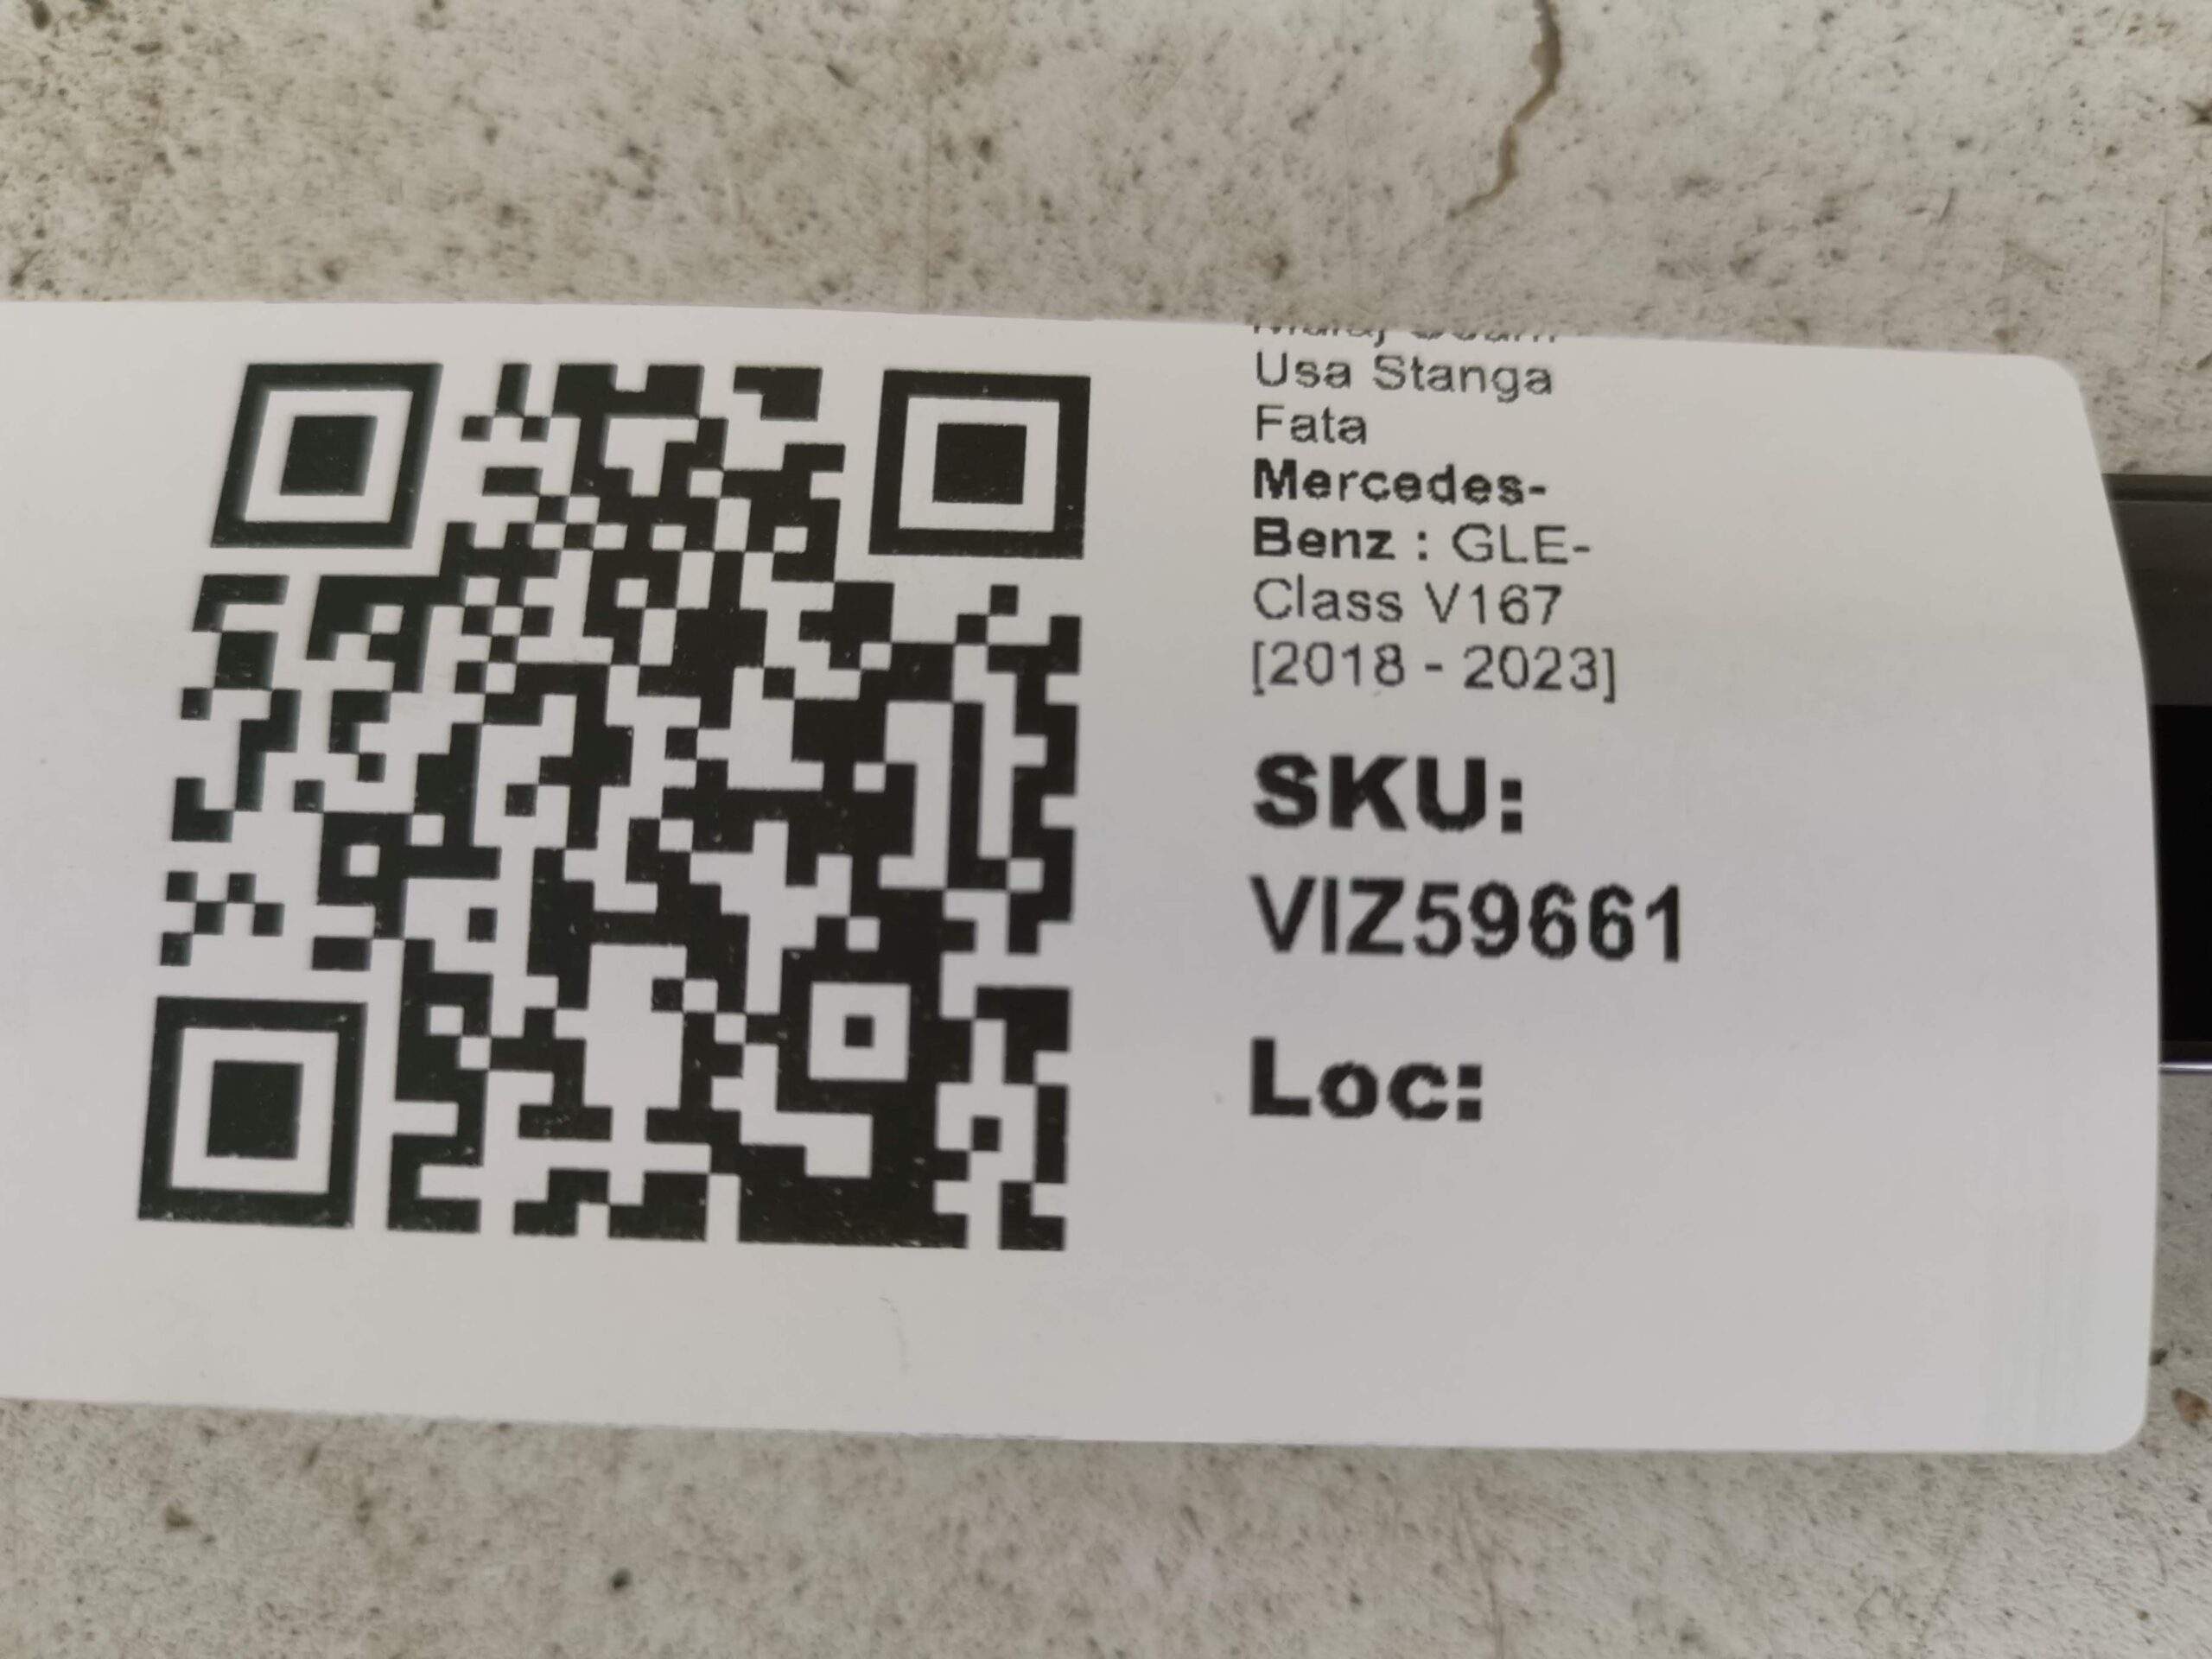 Usa Stanga
Fata
Mercedes-
Benz : GLE-
Class V167
[2018 - 2023]
SKU:
VIZ59661
Loc: